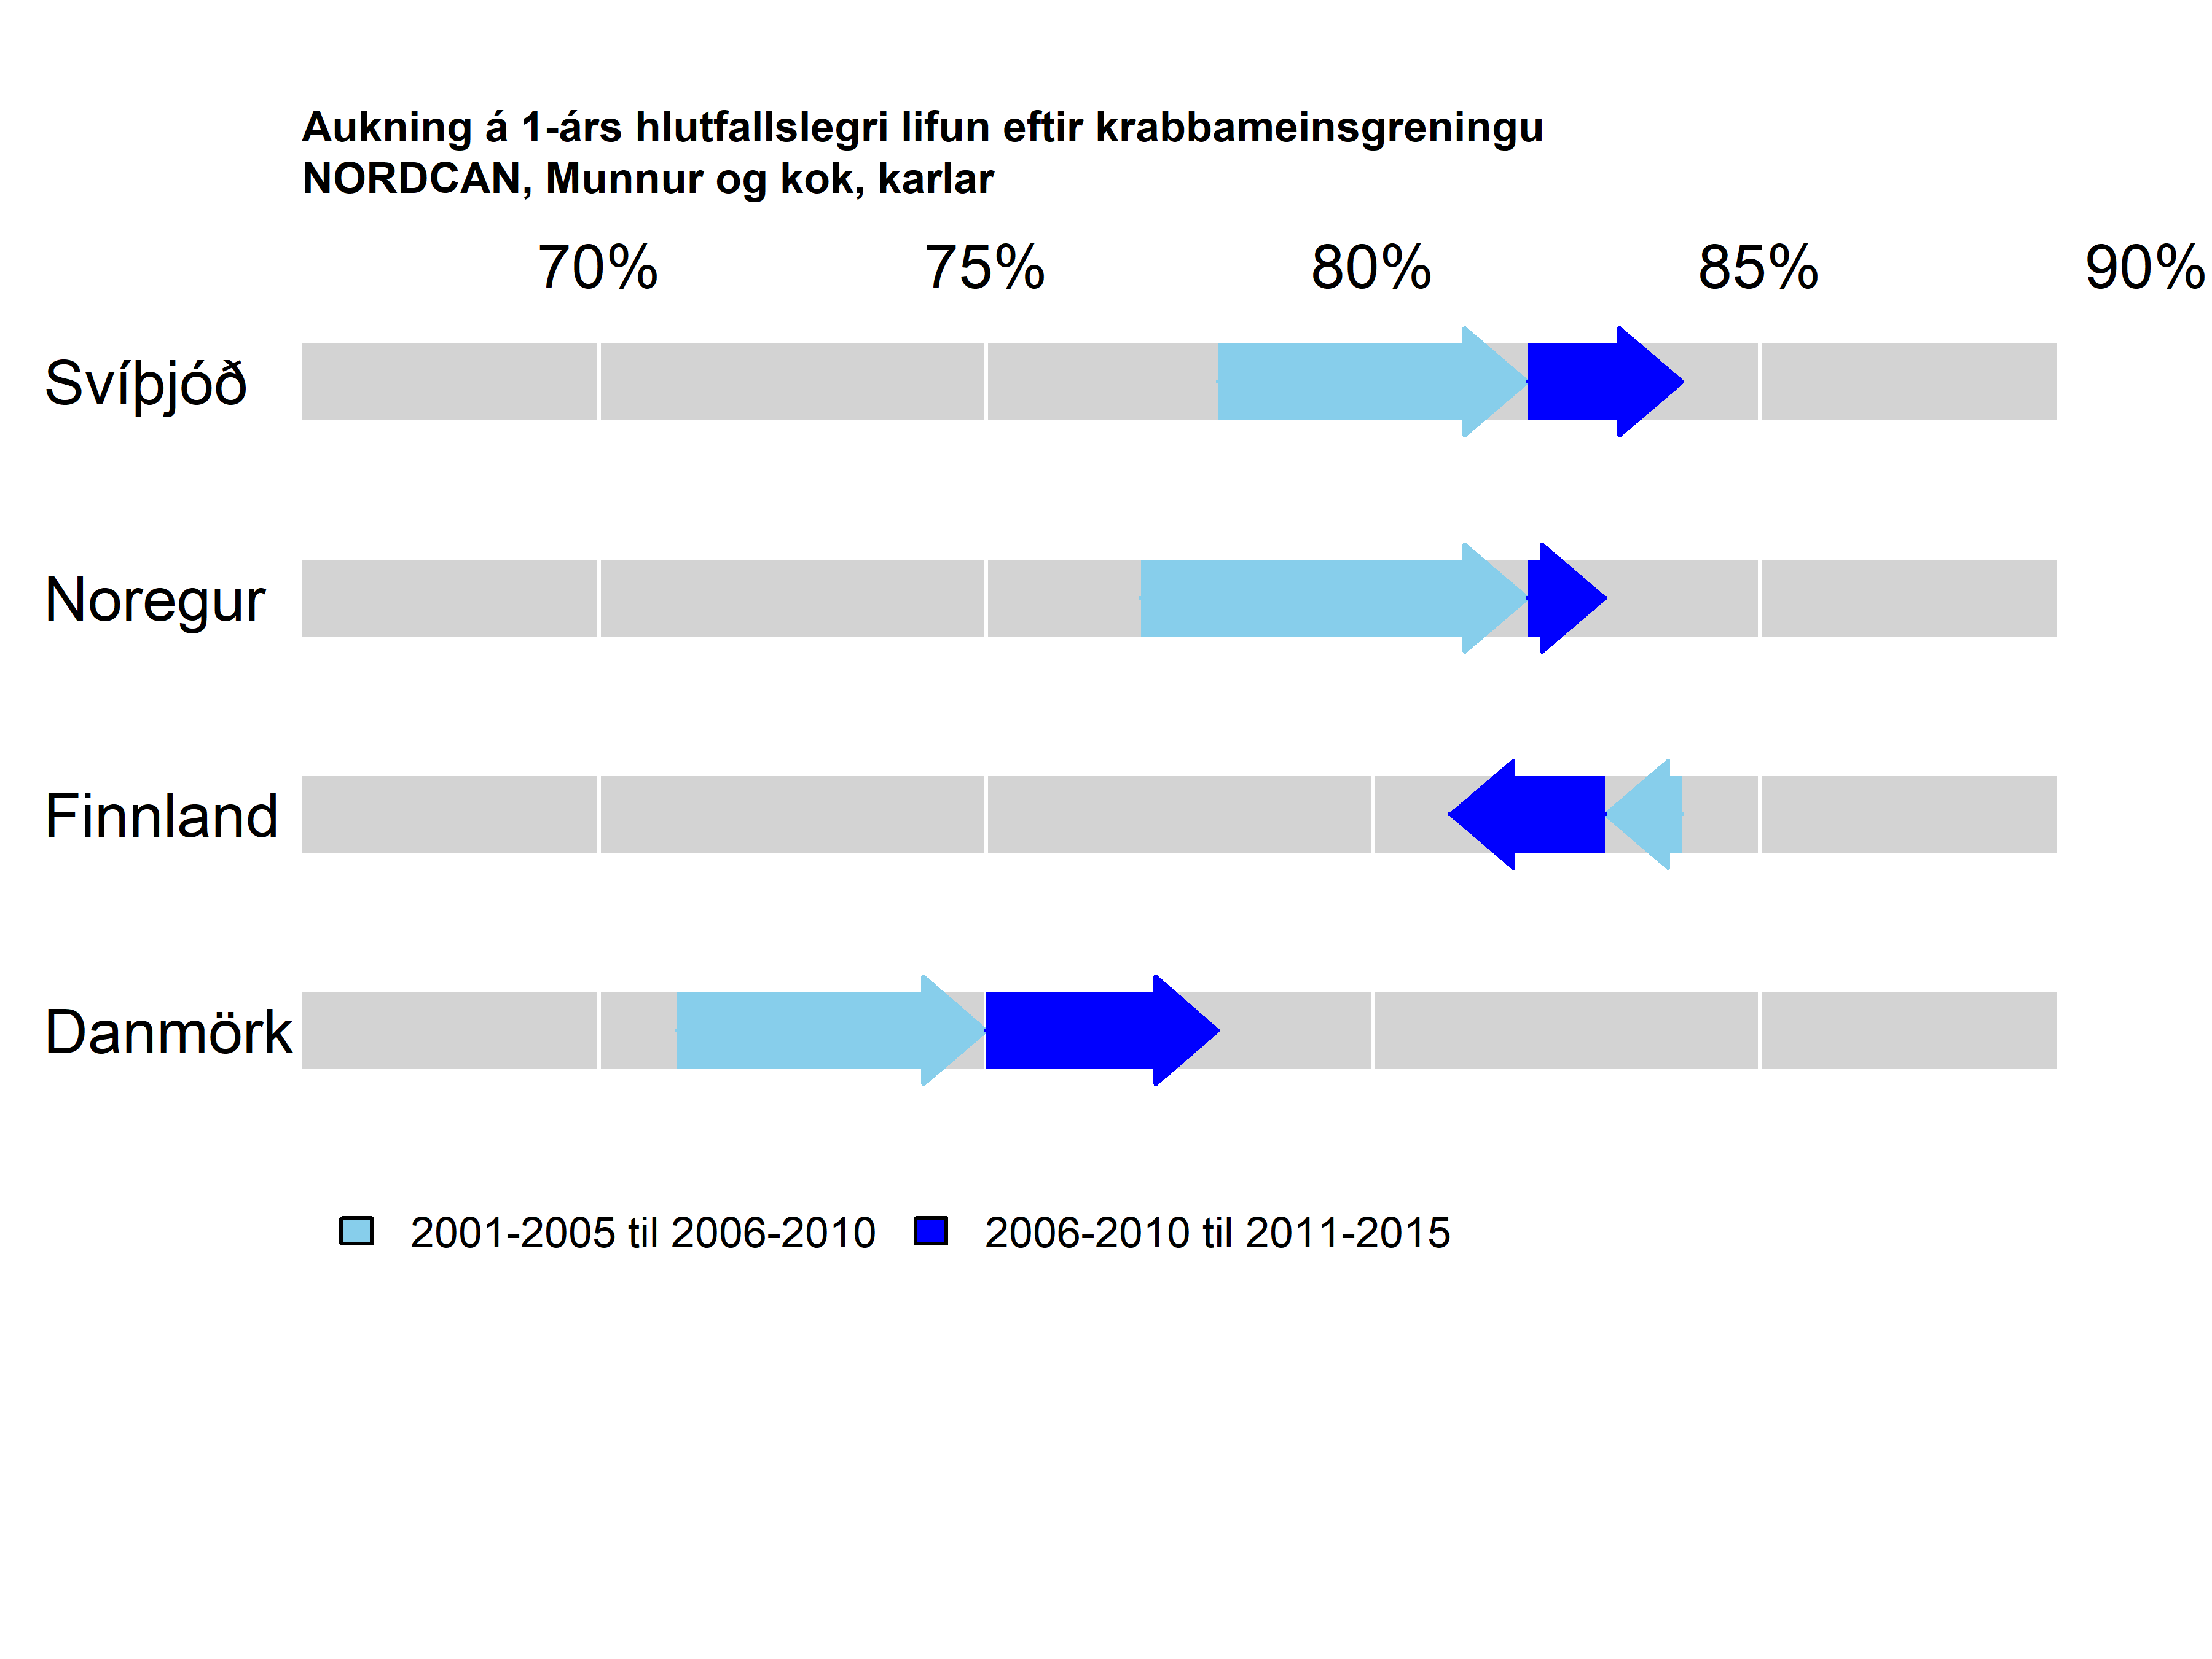 Aukning á 1-árs hlutfallslegri lifun eftir krabbameinsgreningu
NORDCAN, Munnur og kok, karlar
70% 75% 80% 85% 90%
Svíþjóð
Noregur
Finnland
Danmörk
2001-2005 til 2006-2010 2006-2010 til 2011-2015